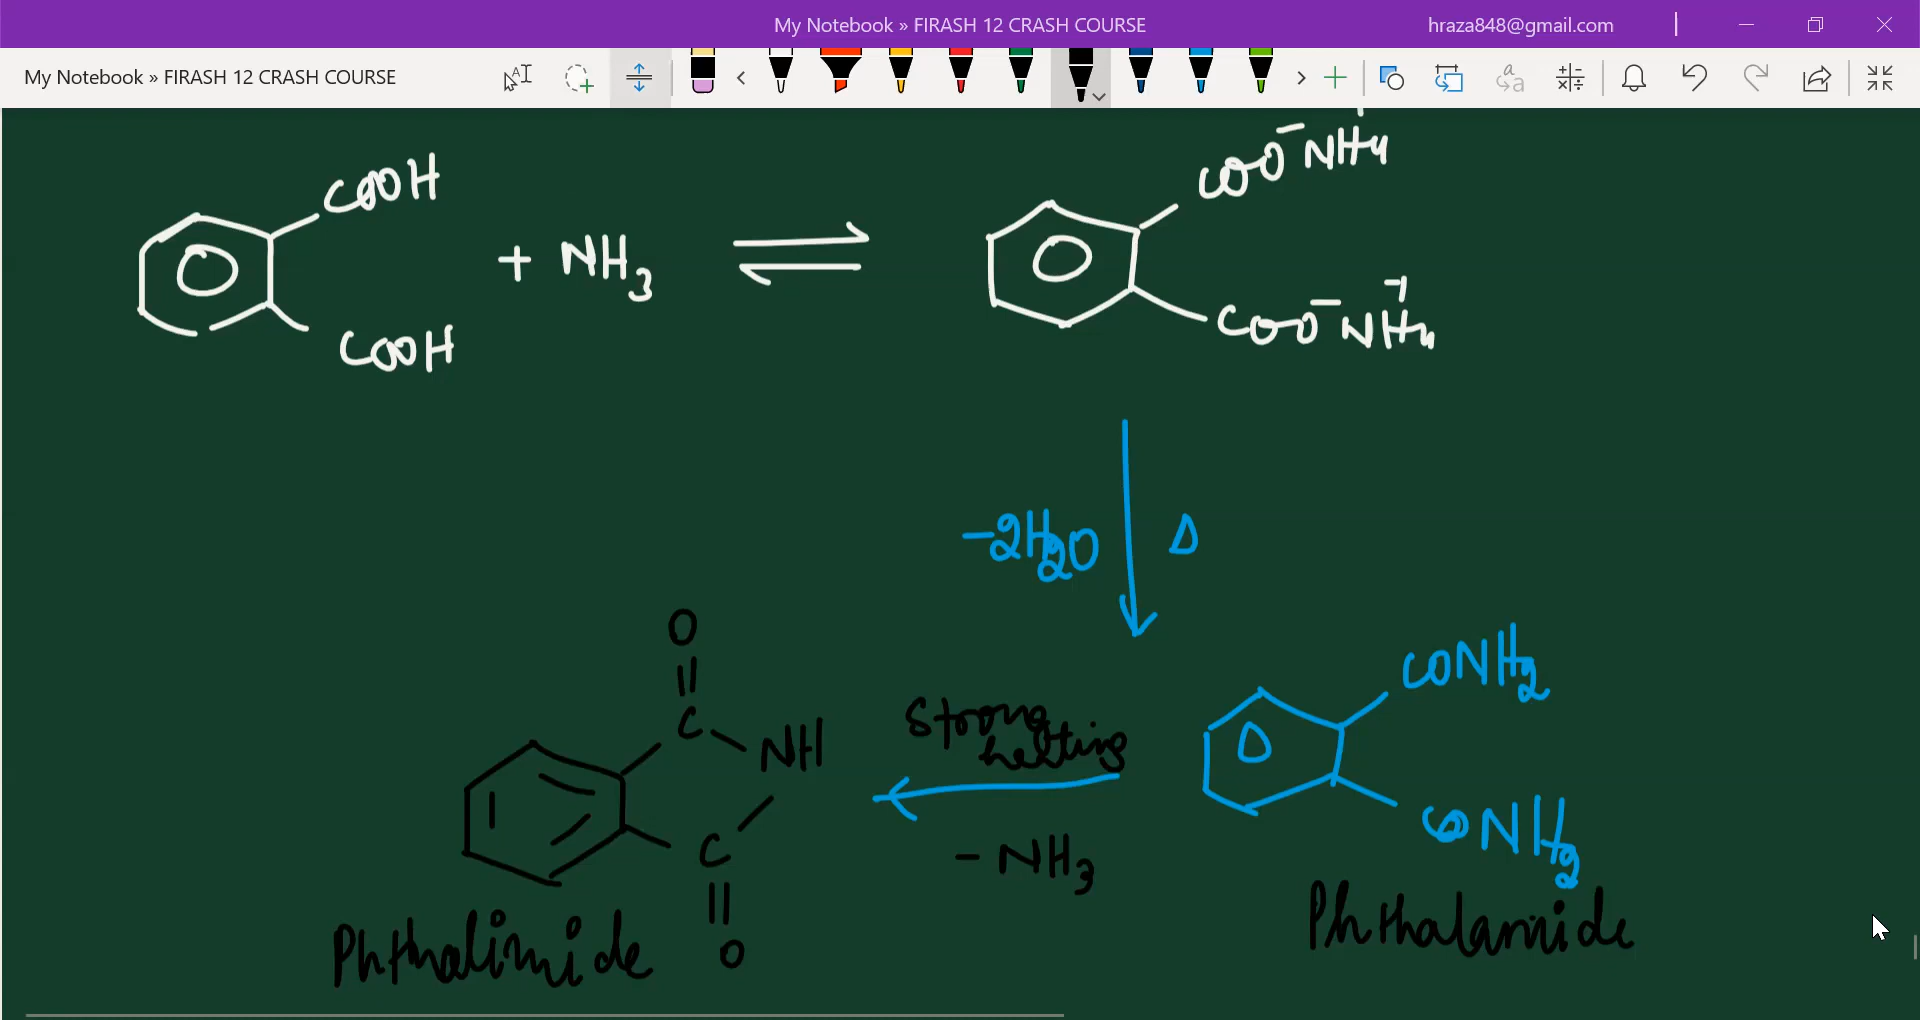 My Notebook » FIRASH 12 CRASH COURSE
hraza848@gmail.com
My Notebook » FIRASH 12 CRASH COURSE
COOH
COOH
+ NH3
COO⁻ NH4
COO⁻ NH4⁺
-2H2O
Δ
CONH2
CONH2
Phthalamide
Strong
heating
- NH3
O
C
NH
C
O
Phthalimide